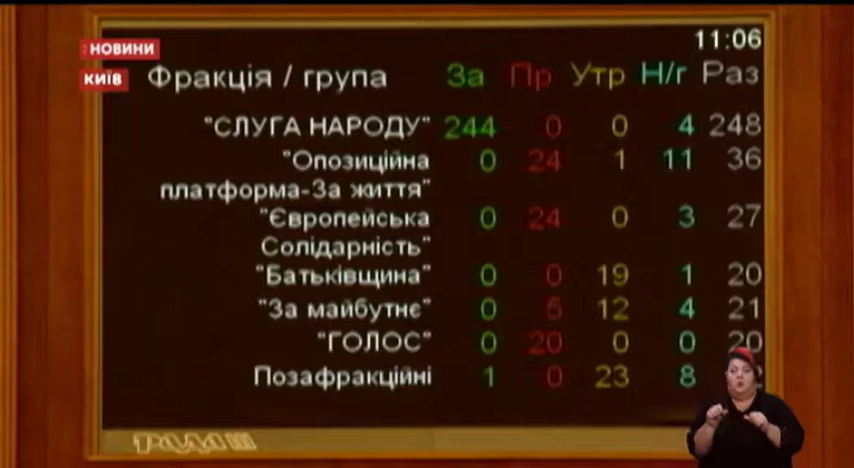 11:06
НОВИНИ
КИЇВ
Фракція / група За Пр Утр Н/г Раз
"СЛУГА НАРОДУ" 244 0 0 4 248
"Опозиційна 0 24 1 11 36
платформа-За життя"
"Європейська 0 24 0 3 27
Солідарність"
"Батьківщина" 0 0 19 1 20
"За майбутнє" 0 5 12 4 21
"ГОЛОС" 0 20 0 0 20
Позафракційні 1 0 23 8
РАДА